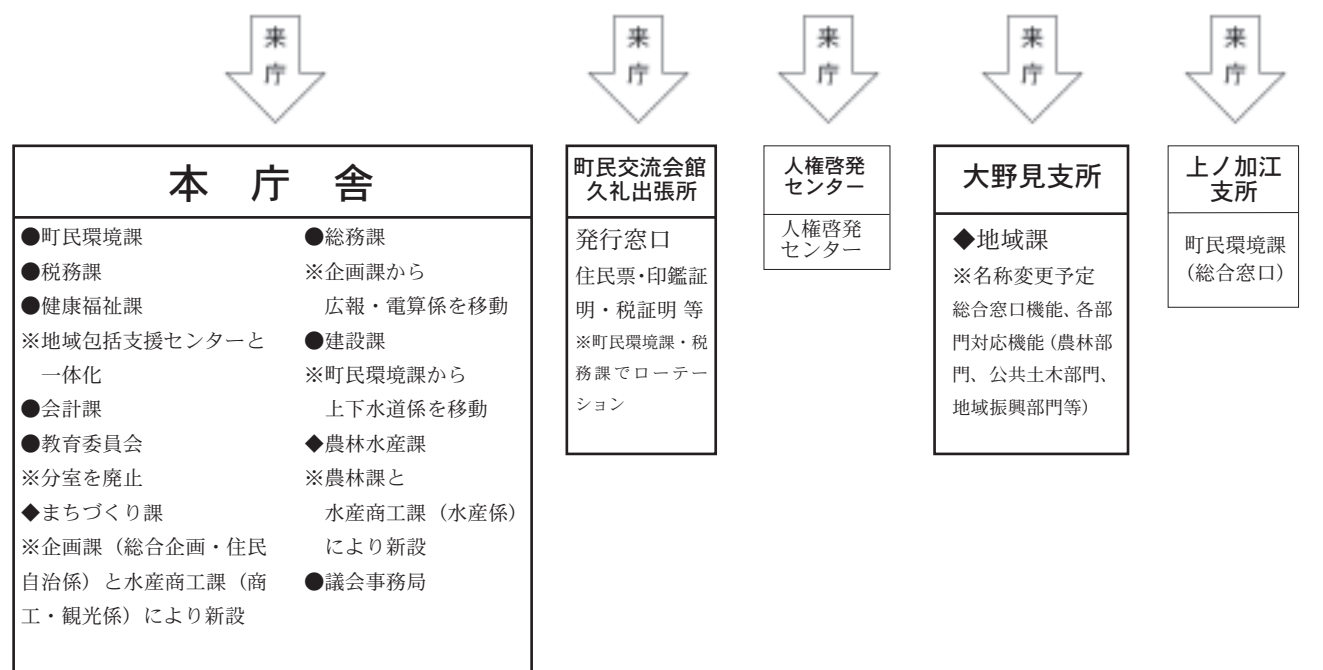 来
庁
来
庁
来
庁
来
庁
来
庁
本庁舎
●町民環境課
●税務課
●健康福祉課
※地域包括支援センターと
一体化
●会計課
●教育委員会
※分室を廃止
◆まちづくり課
※企画課（総合企画・住民
自治係）と水産商工課（商
工・観光係）により新設
●総務課
※企画課から
広報・電算係を移動
●建設課
※町民環境課から
上下水道係を移動
◆農林水産課
※農林課と
水産商工課（水産係）
により新設
●議会事務局
町民交流会館
久礼出張所
発行窓口
住民票・印鑑証
明・税証明 等
※町民環境課・税
務課でローテー
ション
人権啓発
センター
人権啓発
センター
大野見支所
◆地域課
※名称変更予定
総合窓口機能、各部
門対応機能（農林部
門、公共土木部門、
地域振興部門等）
上ノ加江
支所
町民環境課
（総合窓口）